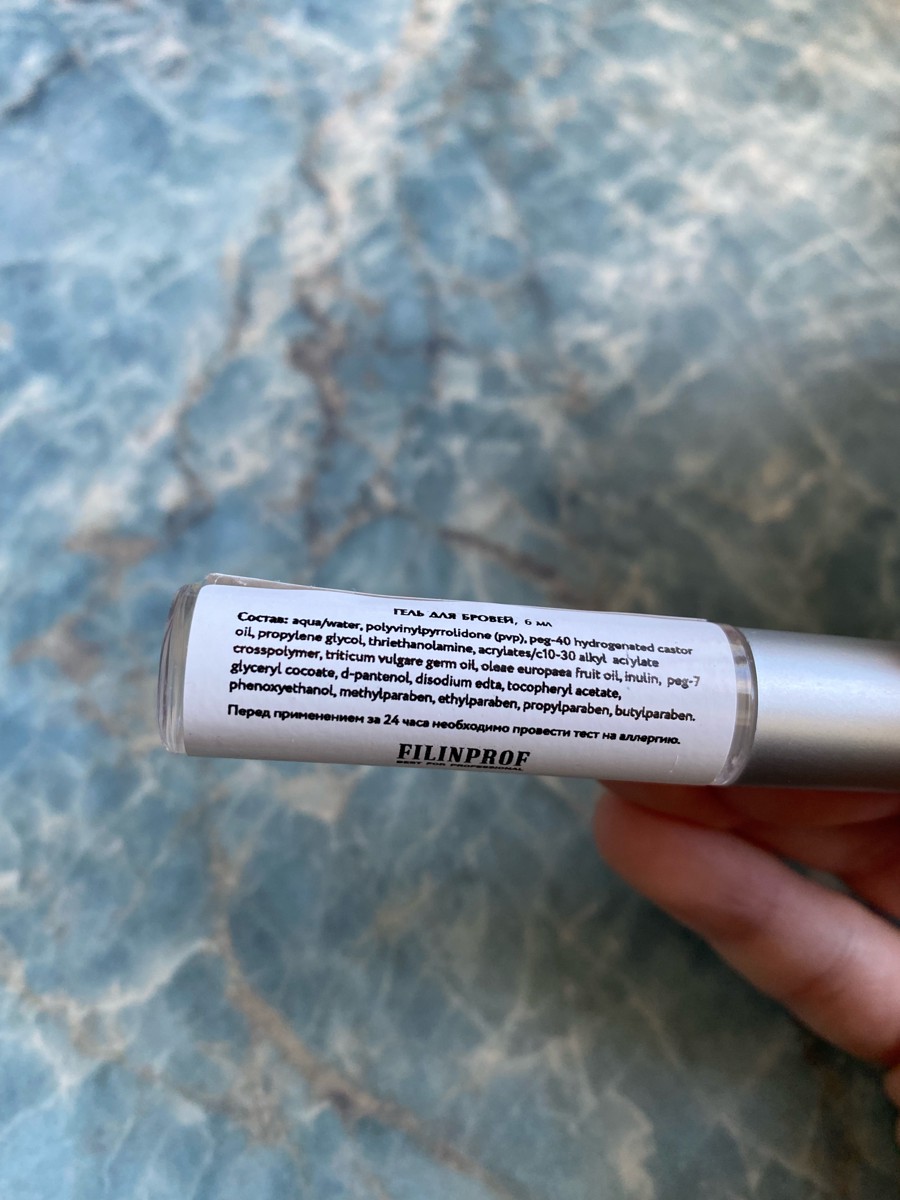 ГЕЛЬ ДЛЯ БРОВЕЙ, 6 МЛ
Состав: aqua/water, polyvinylpyrrolidone (pvp), peg-40 hydrogenated castor
oil, propylene glycol, thriethanolamine, acrylates/c10-30 alkyl acrylate
crosspolymer, triticum vulgare germ oil, oleae europaea fruit oil, inulin, peg-7
glyceryl cocoate, d-pantenol, disodium edta, tocopheryl acetate,
phenoxyethanol, methylparaben, ethylparaben, propylparaben, butylparaben.
Перед применением за 24 часа необходимо провести тест на аллергию.
FILINPROF
BEST FOR PROFESSIONAL